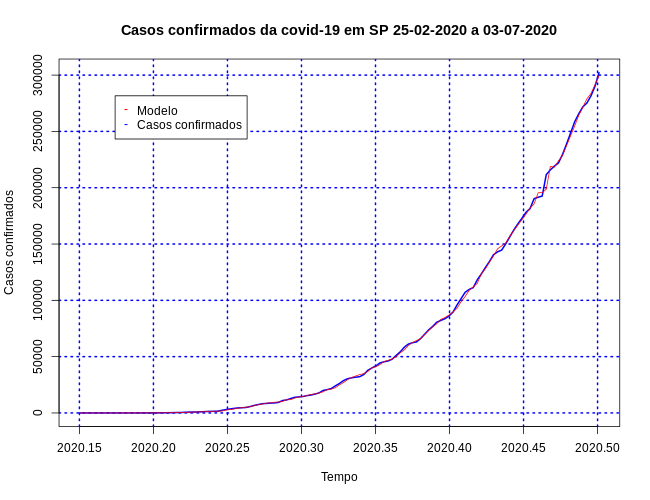 Casos confirmados da covid-19 em SP 25-02-2020 a 03-07-2020
300000
250000
200000
150000
100000
50000
0
Casos confirmados
Modelo
Casos confirmados
2020.15 2020.20 2020.25 2020.30 2020.35 2020.40 2020.45 2020.50
Tempo